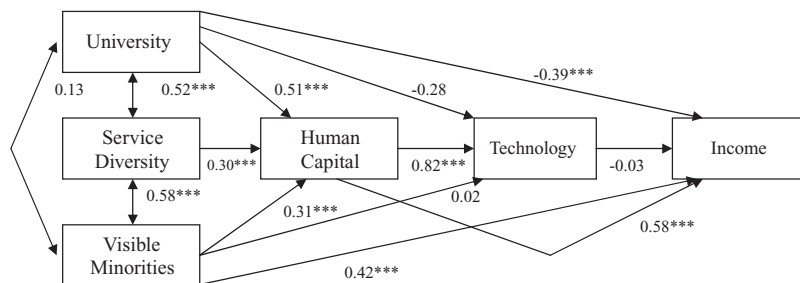 University
-0.39***
0.13
0.52***
0.51***
-0.28
Service
Diversity
Human
Capital
Technology
Income
0.30***
0.82***
-0.03
0.58***
0.31***
0.02
0.58***
Visible
Minorities
0.42***